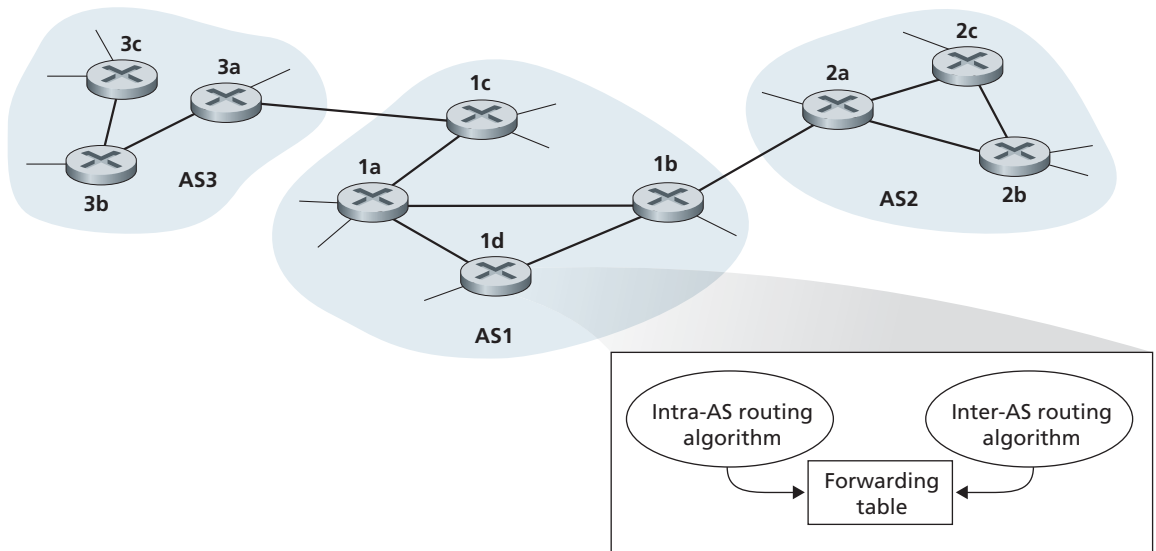 3c
3a
3b
AS3
1c
1a
1b
1d
AS1
2c
2a
2b
AS2
Intra-AS routing
algorithm
Inter-AS routing
algorithm
Forwarding
table